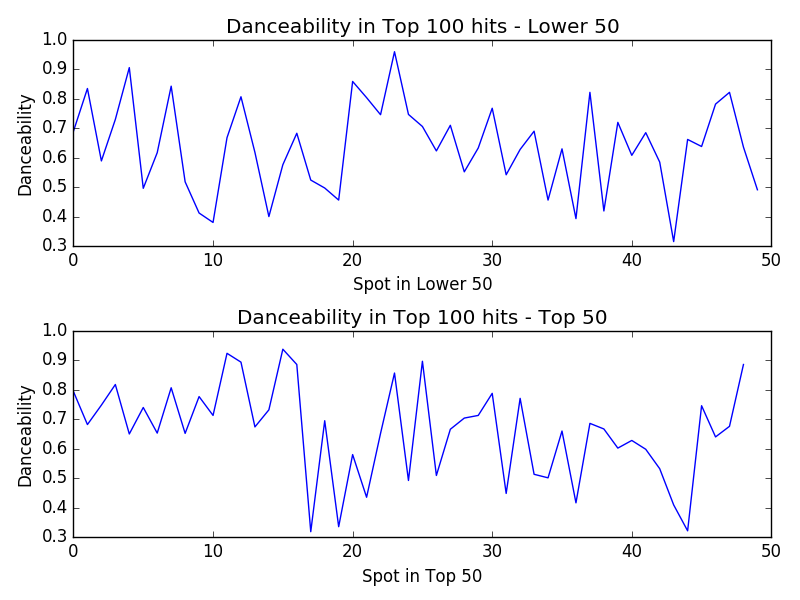 Danceability in Top 100 hits - Lower 50
1.0
0.9
0.8
0.7
0.6
0.5
0.4
0.3
Danceability
0 10 20 30 40 50
Spot in Lower 50
Danceability in Top 100 hits - Top 50
1.0
0.9
0.8
0.7
0.6
0.5
0.4
0.3
Danceability
0 10 20 30 40 50
Spot in Top 50